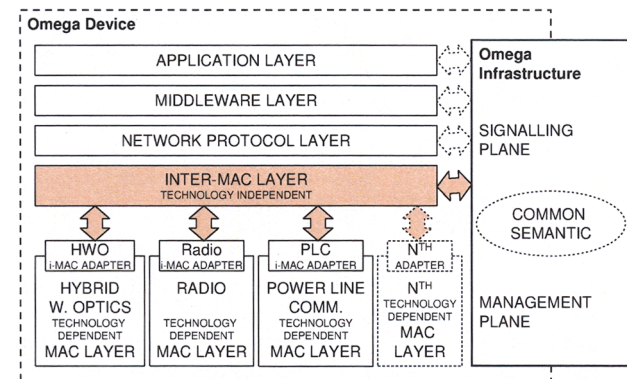 Omega Device
APPLICATION LAYER
MIDDLEWARE LAYER
NETWORK PROTOCOL LAYER
INTER-MAC LAYER
TECHNOLOGY INDEPENDENT
Omega
Infrastructure
SIGNALLING
PLANE
COMMON
SEMANTIC
MANAGEMENT
PLANE
HWO
i-MAC ADAPTER
HYBRID
W. OPTICS
TECHNOLOGY
DEPENDENT
MAC LAYER
Radio
i-MAC ADAPTER
RADIO
TECHNOLOGY
DEPENDENT
MAC LAYER
PLC
i-MAC ADAPTER
POWER LINE
COMM.
TECHNOLOGY
DEPENDENT
MAC LAYER
NTH
ADAPTER
NTH
TECHNOLOGY
DEPENDENT
MAC
LAYER